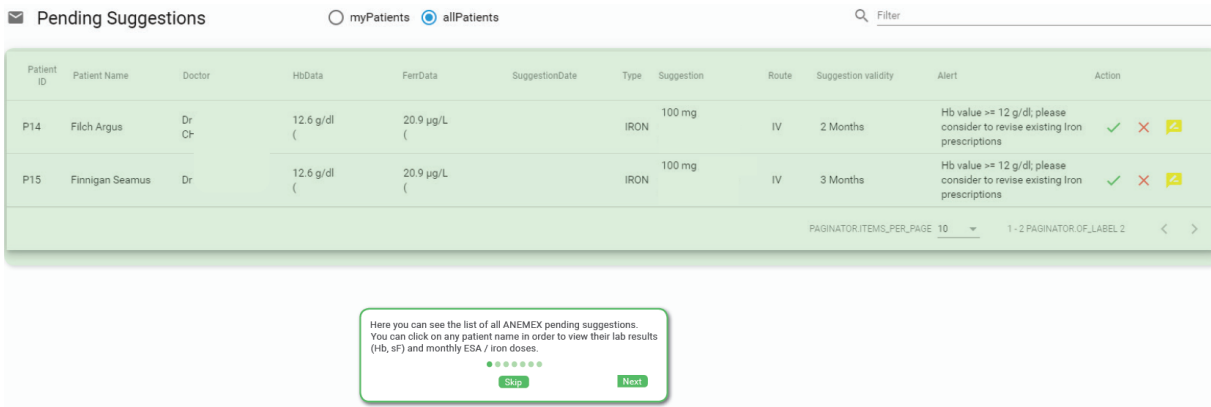 Pending Suggestions
myPatients
allPatients
Filter
Patient ID
Patient Name
Doctor
HbData
FerrData
SuggestionDate
Type
Suggestion
Route
Suggestion validity
Alert
Action
P14
Filch Argus
Dr
CH
12.6 g/dl
(
20.9 µg/L
(
IRON
100 mg
IV
2 Months
Hb value >= 12 g/dl; please
consider to revise existing Iron
prescriptions
P15
Finnigan Seamus
Dr
12.6 g/dl
(
20.9 µg/L
(
IRON
100 mg
IV
3 Months
Hb value >= 12 g/dl; please
consider to revise existing Iron
prescriptions
PAGINATOR.ITEMS_PER_PAGE 10
1 - 2 PAGINATOR.OF_LABEL 2
Here you can see the list of all ANEMEX pending suggestions.
You can click on any patient name in order to view their lab results
(Hb, sF) and monthly ESA / iron doses.
Skip
Next